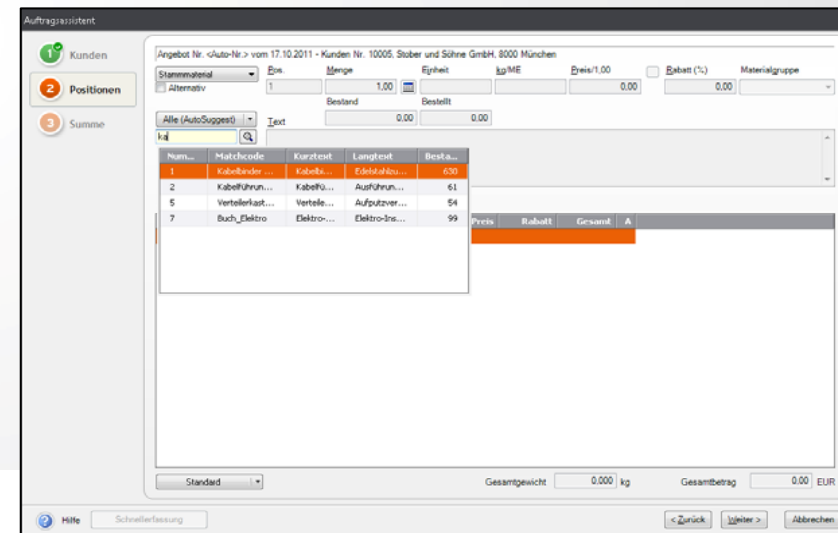 Auftragsassistent
1 Kunden
2 Positionen
3 Summe
Angebot Nr. <Auto-Nr.> vom 17.10.2011 - Kunden Nr. 10005, Stober und Söhne GmbH, 8000 München
Stammmaterial Pos. Menge Einheit kg/ME Preis/1,00 Rabatt (%) Materialgruppe
Alternativ 1 1,00 0,00 0,00
Bestand Bestellt
Alle (AutoSuggest) Text 0,00 0,00
ka
Num... Matchcode Kurztext Langtext Besta...
1 Kabelbinder ... Kabelbi... Edelstahlzu... 630
2 Kabelführun... Kabelfü... Ausführun... 61
5 Verteilerkast... Verteile... Aufputzver... 54
7 Buch_Elektro Elektro-... Elektro-Ins... 99
Preis Rabatt Gesamt A
Standard Gesamtgewicht 0,000 kg Gesamtbetrag 0,00 EUR
Hilfe Schnellerfassung < Zurück Weiter > Abbrechen